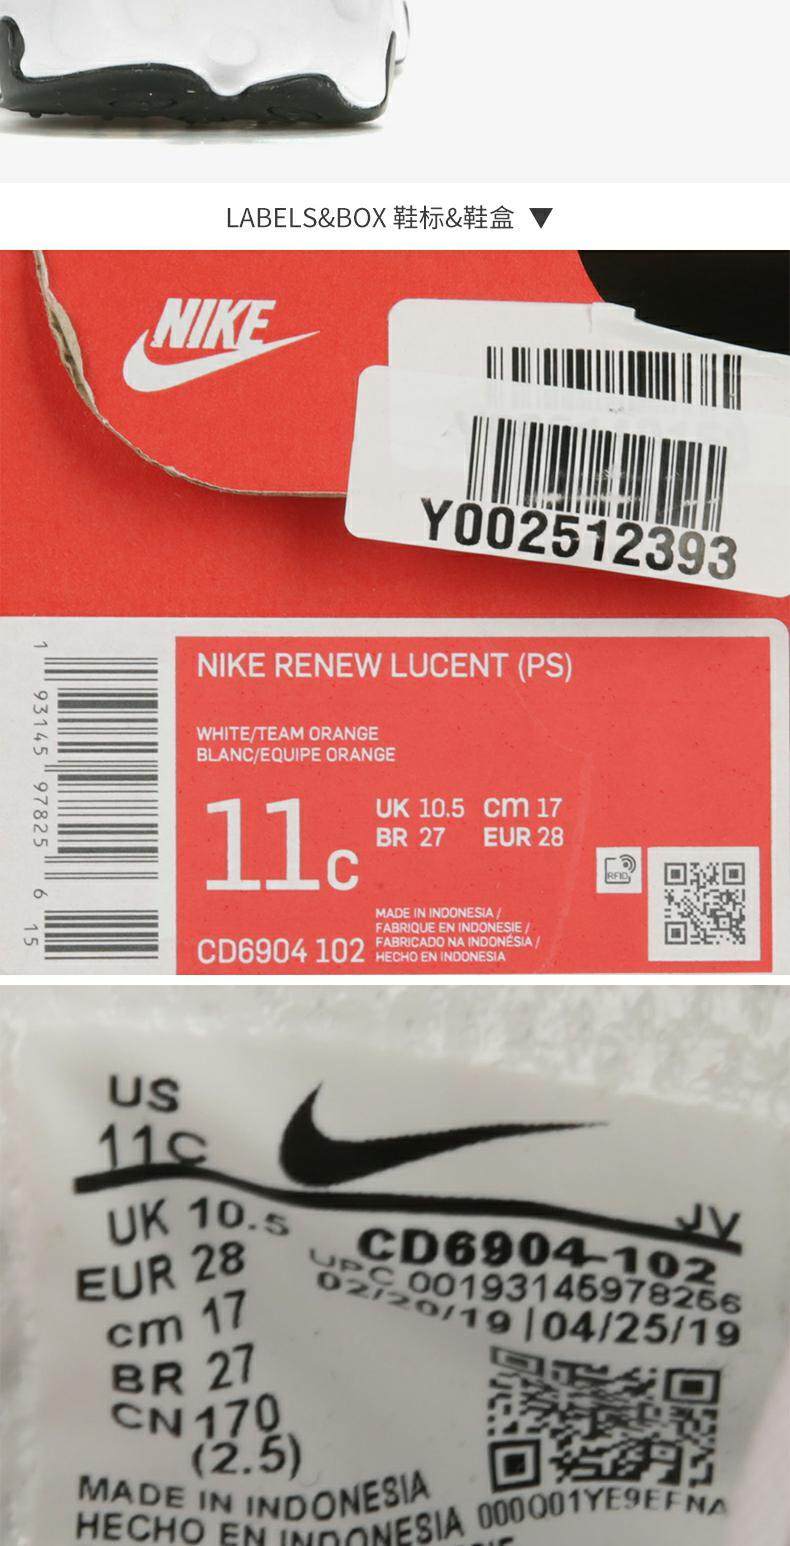 LABELS&BOX 鞋标&鞋盒 ▼
NIKE
Y002512393
1
93145
97825
6
15
NIKE RENEW LUCENT (PS)
WHITE/TEAM ORANGE
BLANC/EQUIPE ORANGE
11C
UK 10.5 cm 17
BR 27 EUR 28
RFID
CD6904 102
MADE IN INDONESIA /
FABRIQUE EN INDONESIE /
FABRICADO NA INDONÉSIA /
HECHO EN INDONESIA
US
11C
JV
UK 10.5
EUR 28
cm 17
BR 27
CN 170
(2.5)
CD6904-102
UPC 00193145978256
02/20/19 | 04/25/19
000001YE9EFNA
MADE IN INDONESIA
HECHO EN INDONESIA